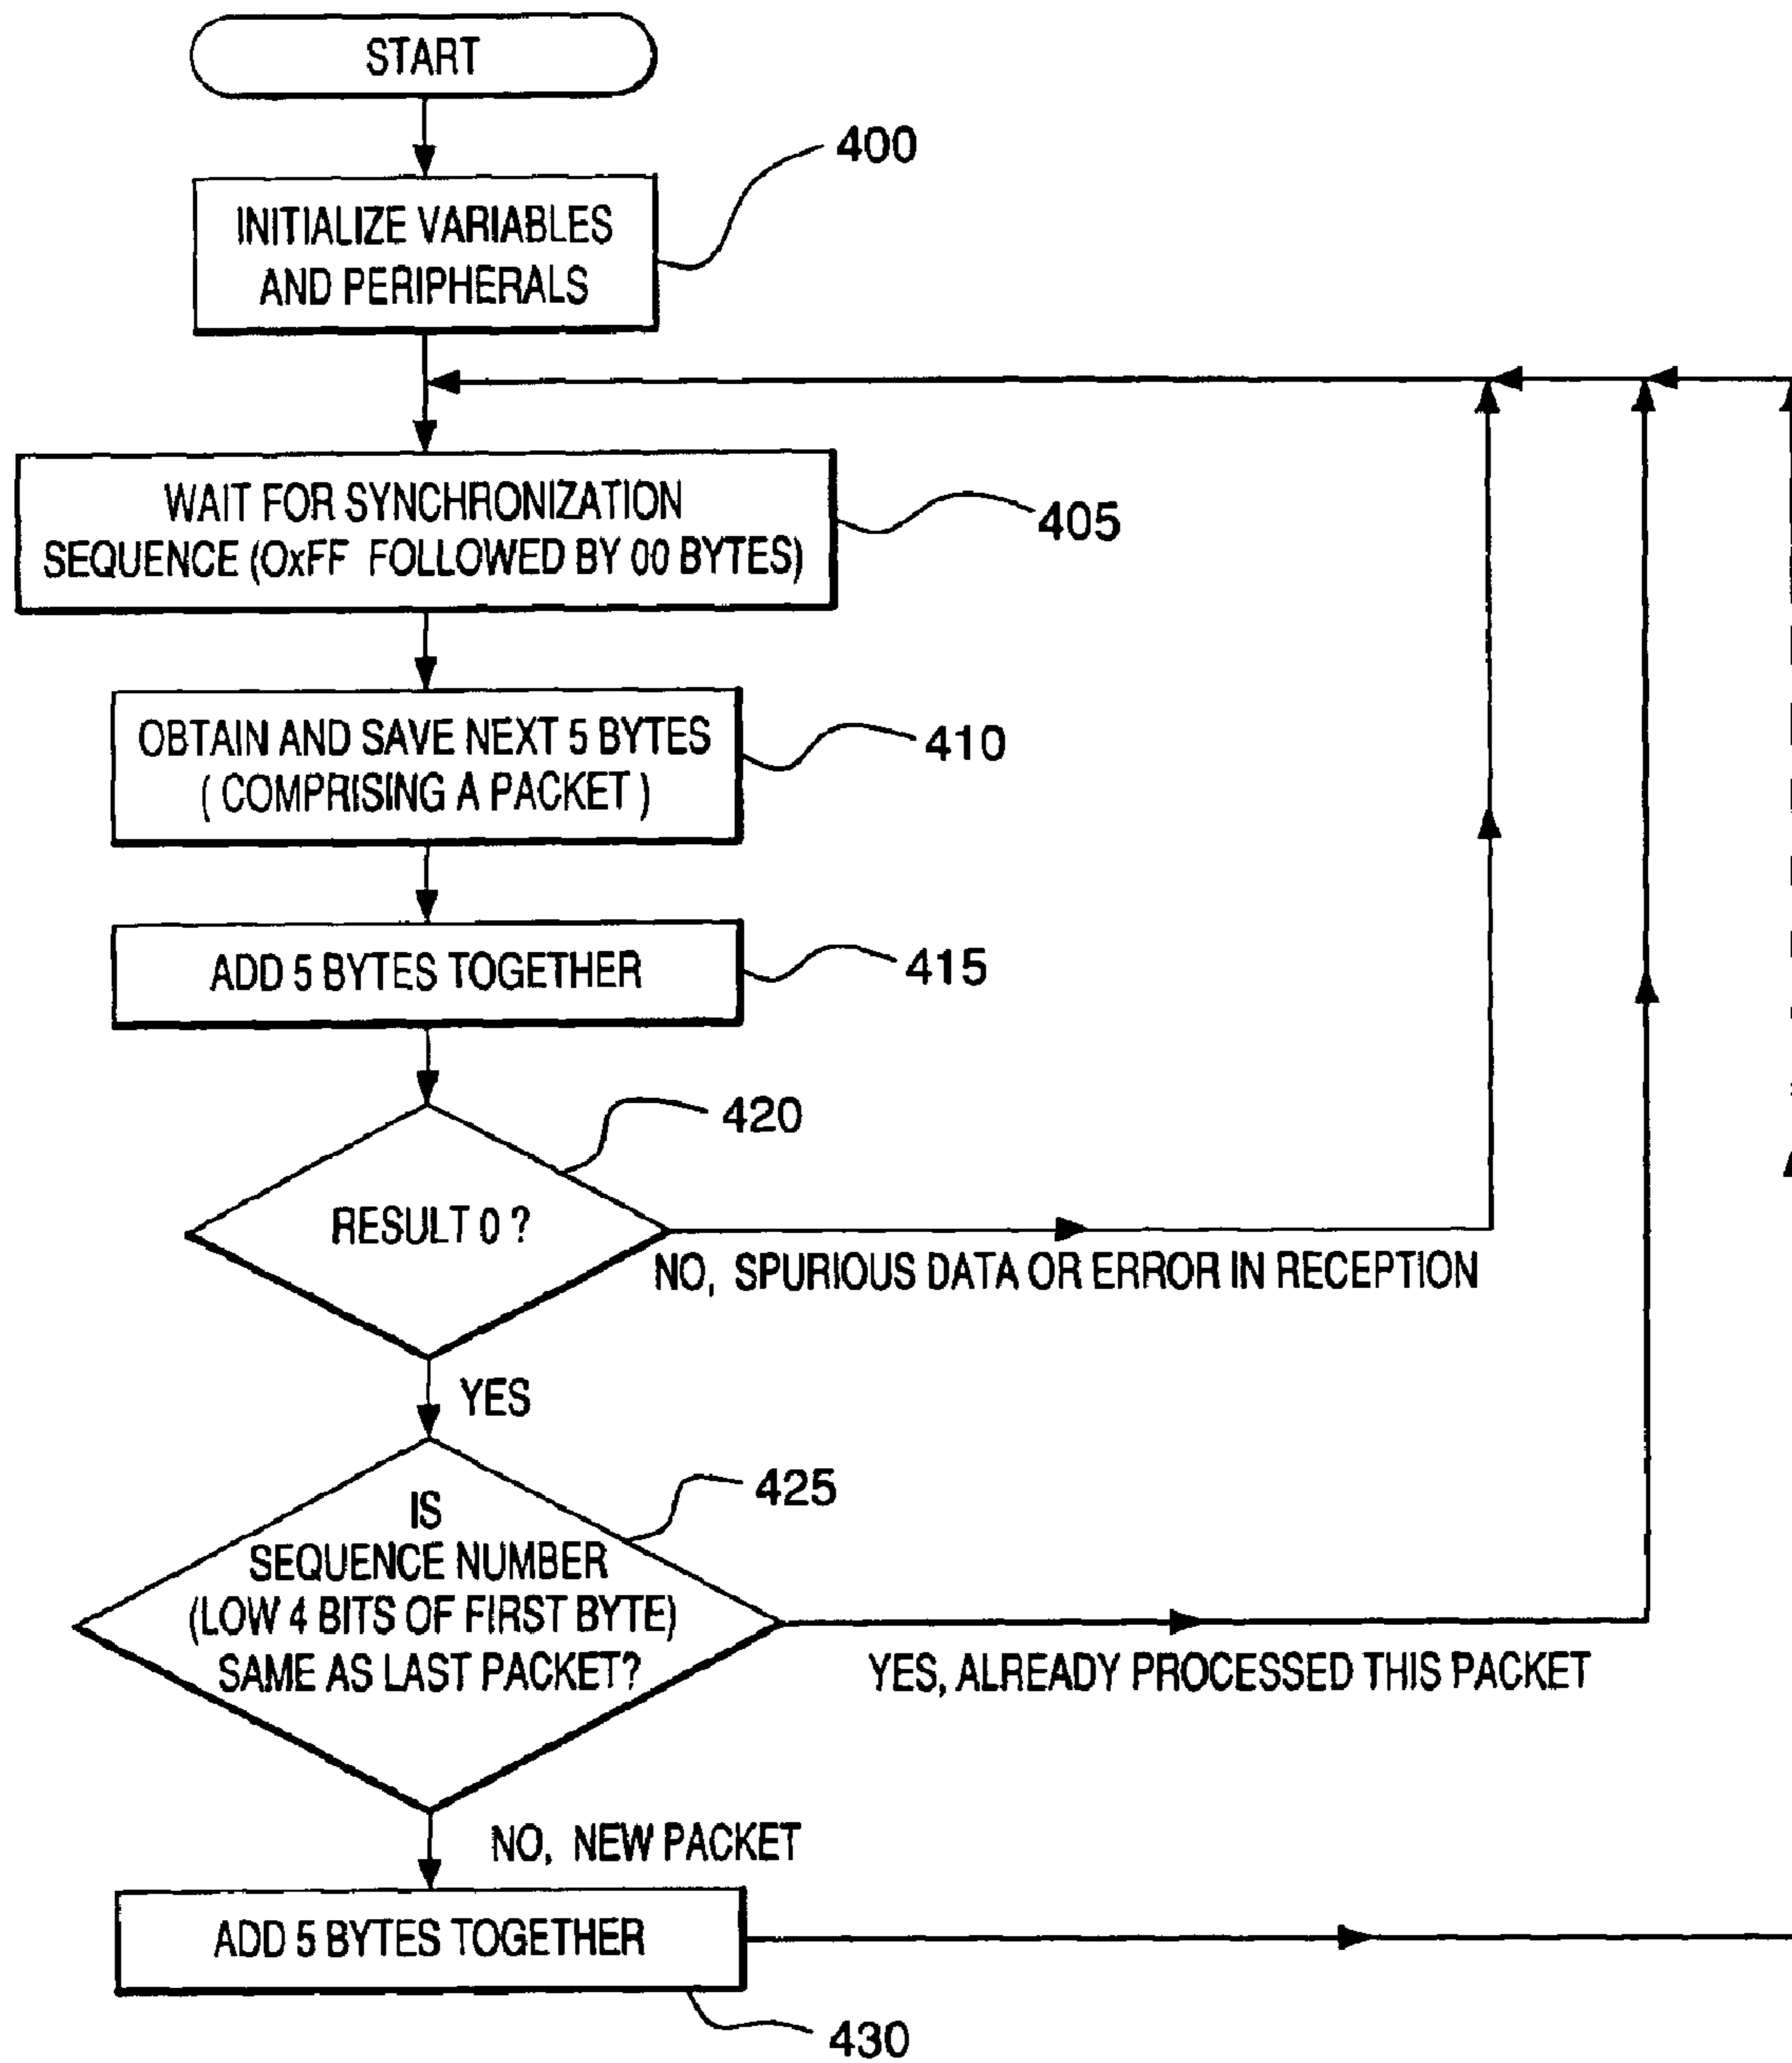 START
400
INITIALIZE VARIABLES
AND PERIPHERALS
WAIT FOR SYNCHRONIZATION
SEQUENCE (0xFF FOLLOWED BY 00 BYTES)
405
OBTAIN AND SAVE NEXT 5 BYTES
( COMPRISING A PACKET )
410
ADD 5 BYTES TOGETHER
415
420
RESULT 0 ?
NO, SPURIOUS DATA OR ERROR IN RECEPTION
YES
425
IS
SEQUENCE NUMBER
(LOW 4 BITS OF FIRST BYTE)
SAME AS LAST PACKET?
YES, ALREADY PROCESSED THIS PACKET
NO, NEW PACKET
ADD 5 BYTES TOGETHER
430